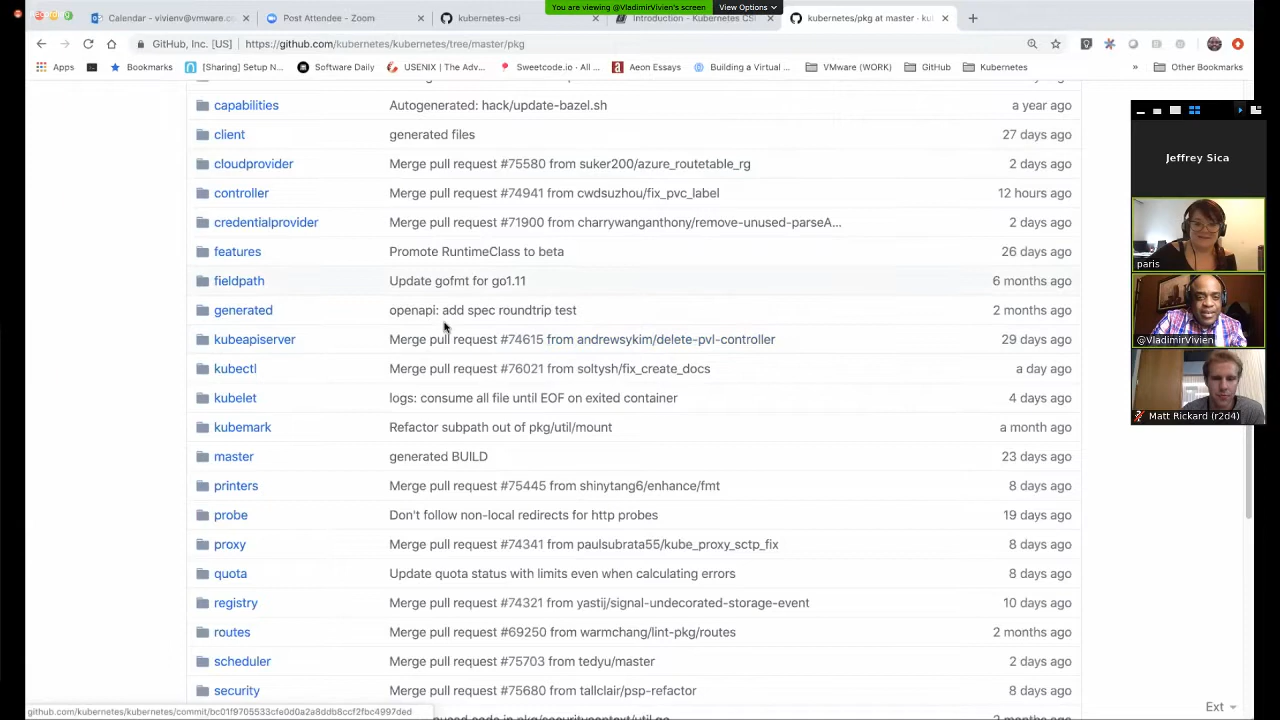 You are viewing @VladimirVivien's screen
View Options
Calendar - vivienv@vmware.c
Post Attendee - Zoom
kubernetes-csi
Introduction - Kubernetes CSI
kubernetes/pkg at master · ku
GitHub, Inc. [US]
https://github.com/kubernetes/kubernetes/tree/master/pkg
Apps
Bookmarks
[Sharing] Setup N...
Software Daily
USENIX | The Adv...
Sweetcode.io - All ...
Aeon Essays
Building a Virtual ...
VMware (WORK)
GitHub
Kubernetes
»
Other Bookmarks
capabilities Autogenerated: hack/update-bazel.sh a year ago
client generated files 27 days ago
cloudprovider Merge pull request #75580 from suker200/azure_routetable_rg 2 days ago
controller Merge pull request #74941 from cwdsuzhou/fix_pvc_label 12 hours ago
credentialprovider Merge pull request #71900 from charrywanganthony/remove-unused-parseA... 2 days ago
features Promote RuntimeClass to beta 26 days ago
fieldpath Update gofmt for go1.11 6 months ago
generated openapi: add spec roundtrip test 2 months ago
kubeapiserver Merge pull request #74615 from andrewsykim/delete-pvl-controller 29 days ago
kubectl Merge pull request #76021 from soltysh/fix_create_docs a day ago
kubelet logs: consume all file until EOF on exited container 4 days ago
kubemark Refactor subpath out of pkg/util/mount a month ago
master generated BUILD 23 days ago
printers Merge pull request #75445 from shinytang6/enhance/fmt 8 days ago
probe Don't follow non-local redirects for http probes 19 days ago
proxy Merge pull request #74341 from paulsubrata55/kube_proxy_sctp_fix 8 days ago
quota Update quota status with limits even when calculating errors 8 days ago
registry Merge pull request #74321 from yastij/signal-undecorated-storage-event 10 days ago
routes Merge pull request #69250 from warmchang/lint-pkg/routes 2 months ago
scheduler Merge pull request #75703 from tedyu/master 2 days ago
security Merge pull request #75680 from tallclair/psp-refactor 8 days ago
github.com/kubernetes/kubernetes/commit/bc01f9705533cfe0d0a2a8ddb8ccf2fbc4997ded
Ext
Jeffrey Sica
paris
@VladimirVivien
Matt Rickard (r2d4)